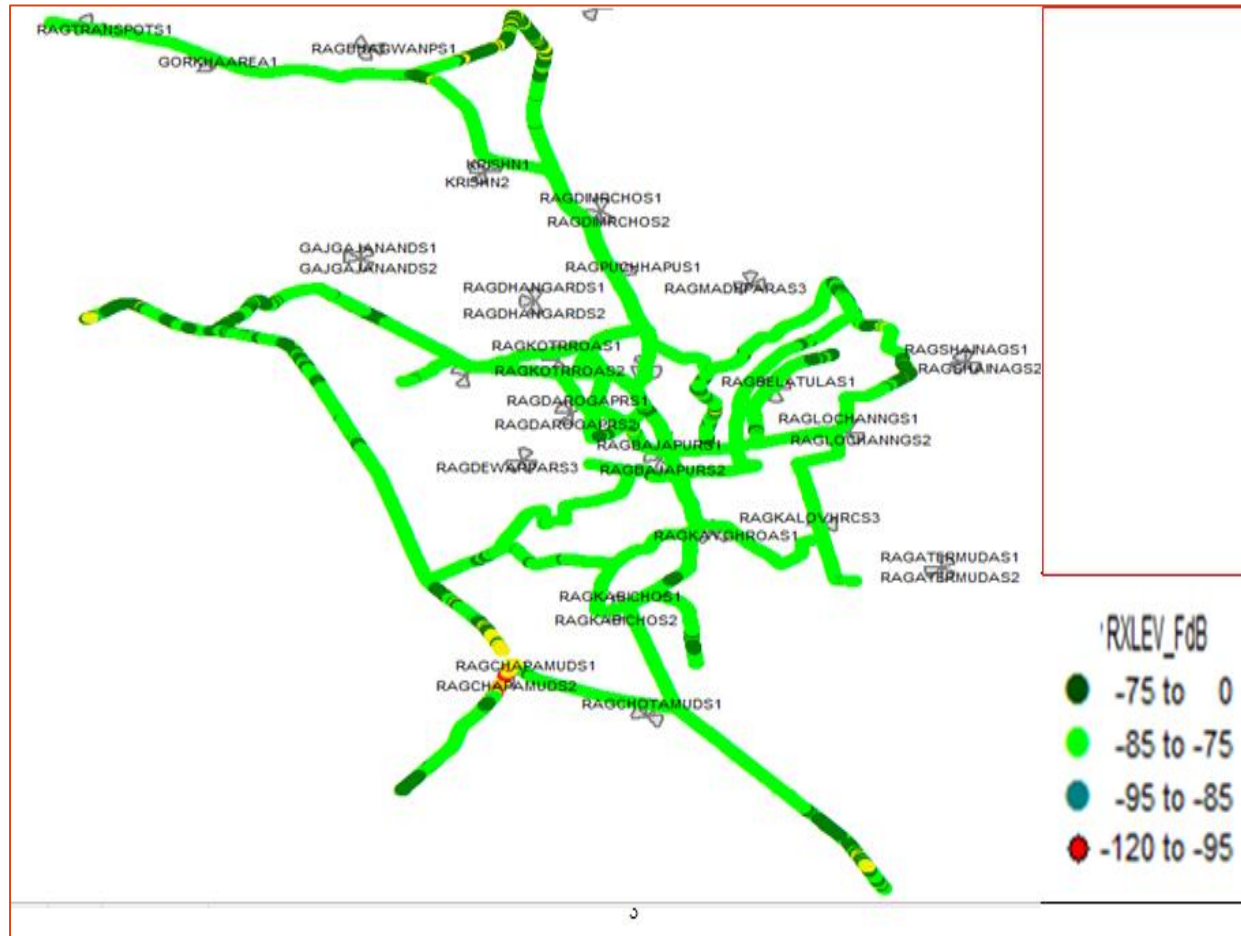 RAGTRANSPOTS1
RAGBHAGWANPS1
GORKHAAREA1
KRISHN1
KRISHN2
RAGDIMRCHOS1
RAGDIMRCHOS2
GAJGAJANANDS1
GAJGAJANANDS2
RAGPUCHHAPUS1
RAGDHANGARDS1
RAGMADHPARAS3
RAGDHANGARDS2
RAGKOTRROAS1
RAGSHAINAGS1
RAGKOTRROAS2
RAGSHAINAGS2
RAGBELATULAS1
RAGDAROGAPRS1
RAGLOCHANNGS1
RAGDAROGAPRS2
RAGLOCHANNGS2
RAGBAJAPURS1
RAGDEWARPARS3
RAGBAJAPURS2
RAGKALDVHRCS3
RAGKAYGHROAS1
RAGATERMUDAS1
RAGATERMUDAS2
RAGKABICHOS1
RAGKABICHOS2
RAGCHAPAMUDS1
RAGCHAPAMUDS2
RAGCHOTAMUDS1
RXLEV_FdB
-75 to 0
-85 to -75
-95 to -85
-120 to -95